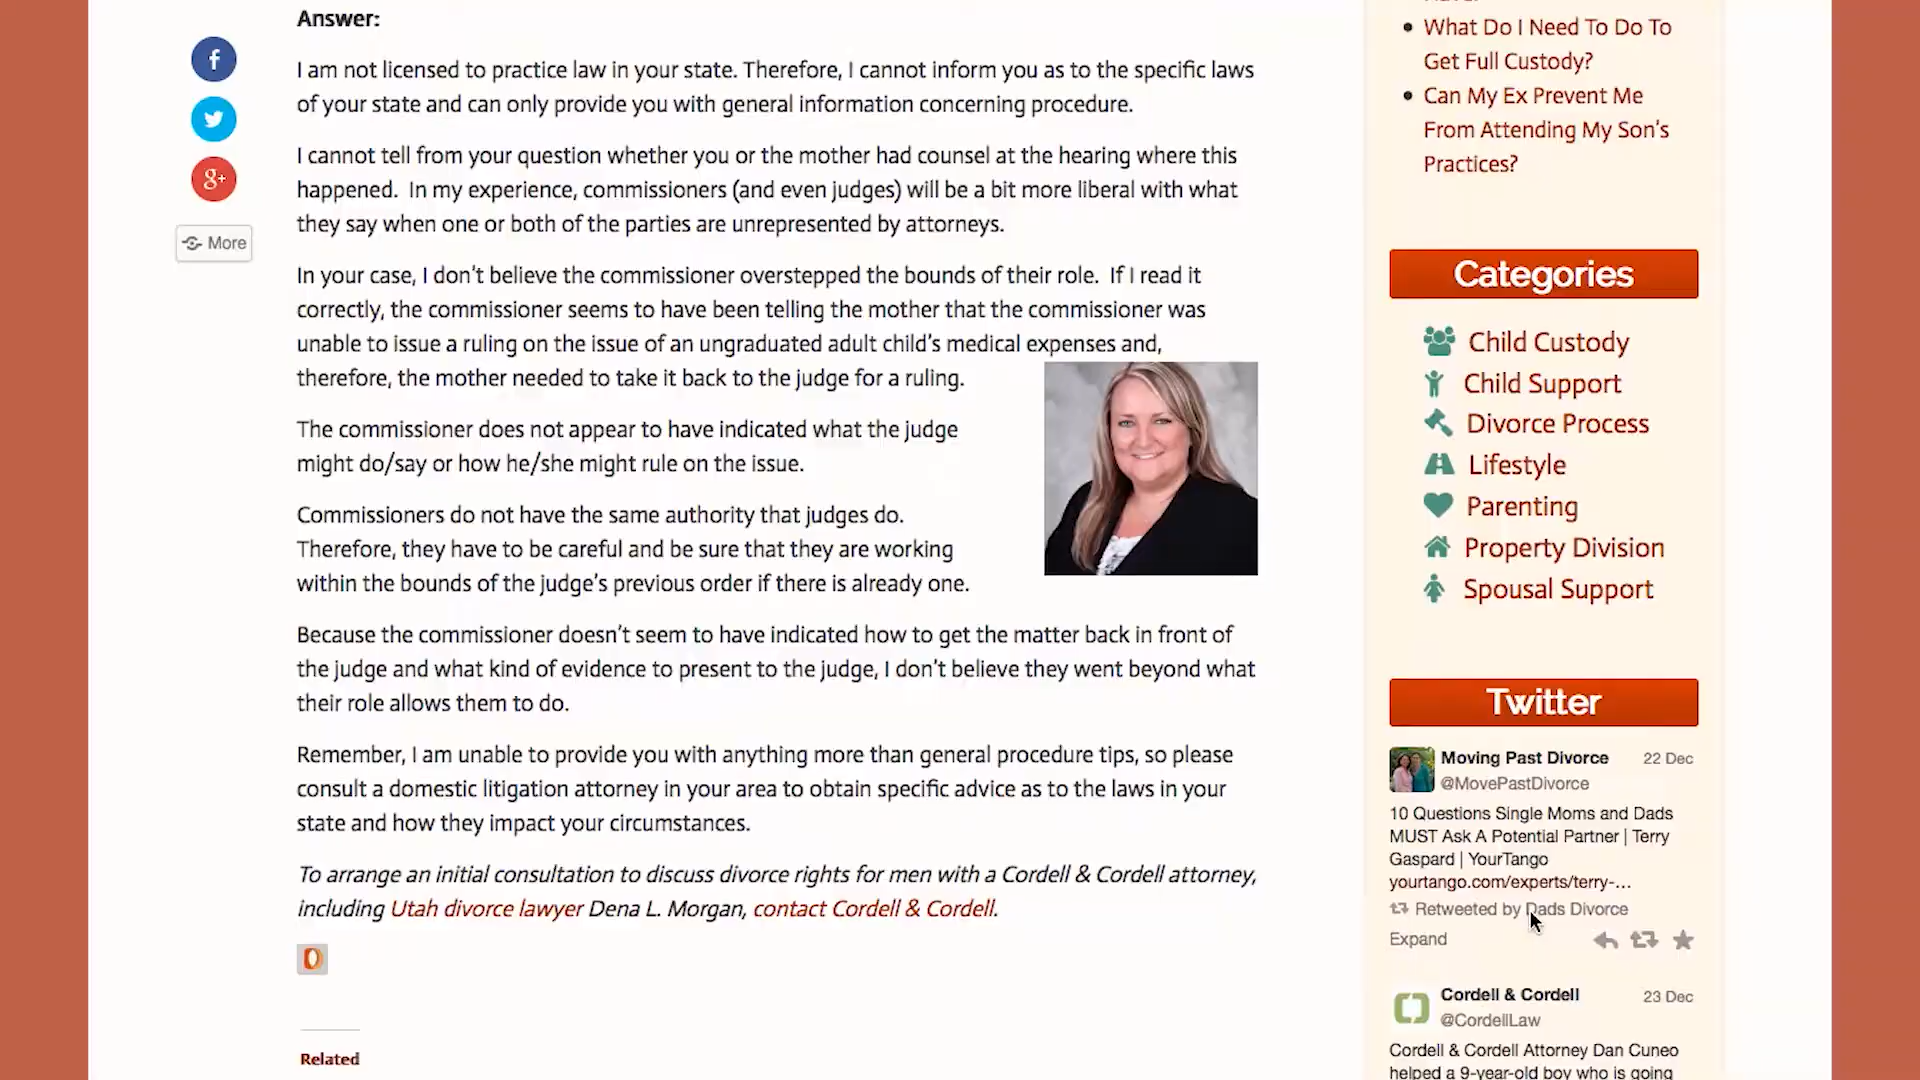 Answer:
I am not licensed to practice law in your state. Therefore, I cannot inform you as to the specific laws
of your state and can only provide you with general information concerning procedure.
I cannot tell from your question whether you or the mother had counsel at the hearing where this
happened.  In my experience, commissioners (and even judges) will be a bit more liberal with what
they say when one or both of the parties are unrepresented by attorneys.
In your case, I don't believe the commissioner overstepped the bounds of their role.  If I read it
correctly, the commissioner seems to have been telling the mother that the commissioner was
unable to issue a ruling on the issue of an ungraduated adult child's medical expenses and,
therefore, the mother needed to take it back to the judge for a ruling.
The commissioner does not appear to have indicated what the judge
might do/say or how he/she might rule on the issue.
Commissioners do not have the same authority that judges do.
Therefore, they have to be careful and be sure that they are working
within the bounds of the judge's previous order if there is already one.
Because the commissioner doesn't seem to have indicated how to get the matter back in front of
the judge and what kind of evidence to present to the judge, I don't believe they went beyond what
their role allows them to do.
Remember, I am unable to provide you with anything more than general procedure tips, so please
consult a domestic litigation attorney in your area to obtain specific advice as to the laws in your
state and how they impact your circumstances.
To arrange an initial consultation to discuss divorce rights for men with a Cordell & Cordell attorney,
including Utah divorce lawyer Dena L. Morgan, contact Cordell & Cordell.
Related
f
g+
More
What Do I Need To Do To
Get Full Custody?
Can My Ex Prevent Me
From Attending My Son's
Practices?
Categories
Child Custody
Child Support
Divorce Process
Lifestyle
Parenting
Property Division
Spousal Support
Twitter
Moving Past Divorce 22 Dec
@MovePastDivorce
10 Questions Single Moms and Dads
MUST Ask A Potential Partner | Terry
Gaspard | YourTango
yourtango.com/experts/terry-...
Retweeted by Dads Divorce
Expand
Cordell & Cordell 23 Dec
@CordellLaw
Cordell & Cordell Attorney Dan Cuneo
helped a 9-year-old boy who is going